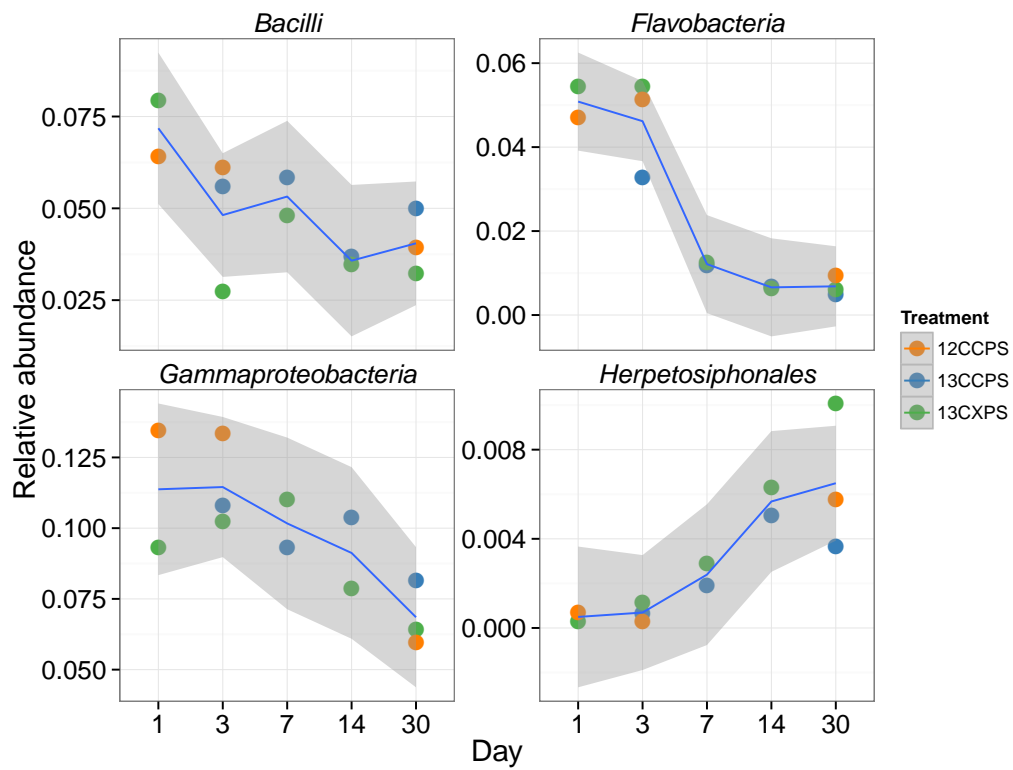 Bacilli
Flavobacteria
0.075
0.050
0.025
0.06
0.04
0.02
0.00
Gammaproteobacteria
Herpetosiphonales
0.125
0.100
0.075
0.050
0.008
0.004
0.000
1 3 7 14 30
1 3 7 14 30
Day
Relative abundance
Treatment
12CCPS
13CCPS
13CXPS